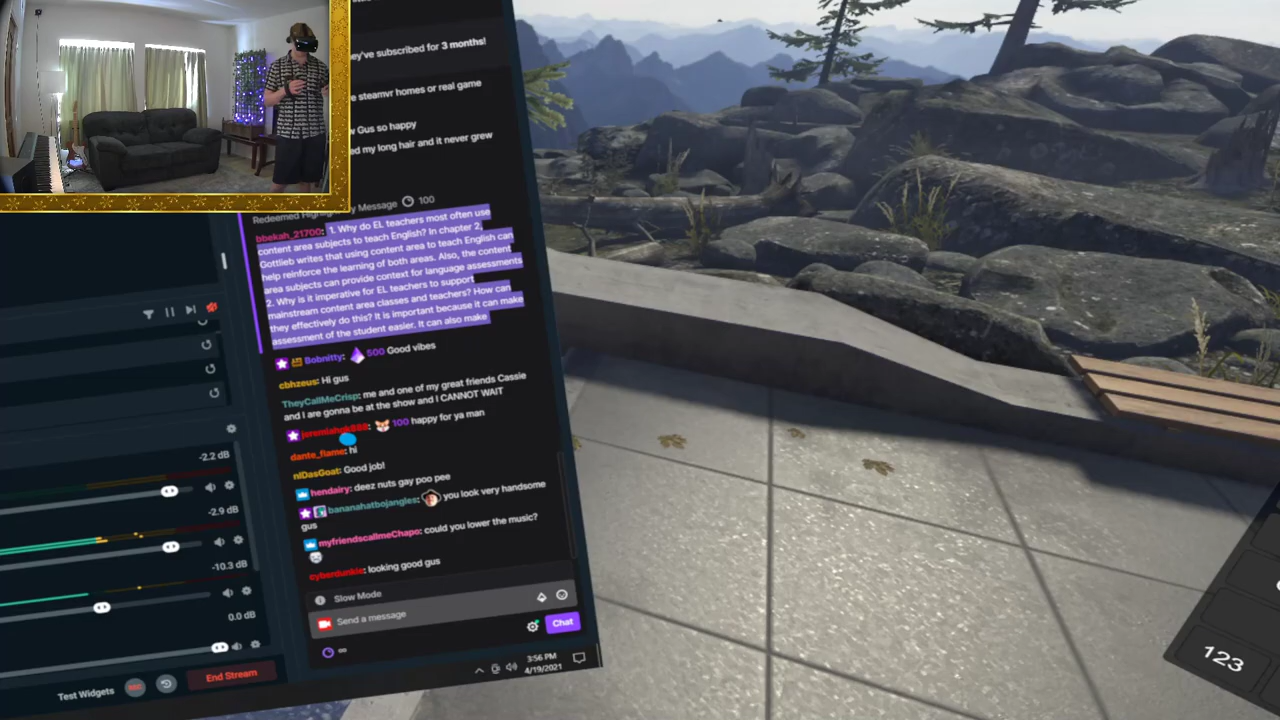 ey've subscribed for 3 months!
e steamvr homes or real game
w Gus so happy
ed my long hair and it never grew
Redeemed Highlight My Message 100
bbekah_21700: 1. Why do EL teachers most often use
content area subjects to teach English? In chapter 2,
Gottlieb writes that using content area to teach English can
help reinforce the learning of both areas. Also, the content
area subjects can provide context for language assessments
2. Why is it imperative for EL teachers to support
mainstream content area classes and teachers? How can
they effectively do this? It is important because it can make
assessment of the student easier. It can also make
Bobnitty: 500 Good vibes
cbhzeus: Hi gus
TheyCallMeCrisp: me and one of my great friends Cassie
and I are gonna be at the show and I CANNOT WAIT
100 happy for ya man
dante_flame: hi
nlDasGoat: Good job!
hendairy: deez nuts gay poo pee
bananahatbojangles: you look very handsome
gus
myfriendscallmeChapo: could you lower the music?
cyberdunkie: looking good gus
Slow Mode
Send a message
Chat
-2.2 dB
-2.9 dB
-10.3 dB
0.0 dB
Test Widgets REC End Stream
3:56 PM
4/19/2021
123